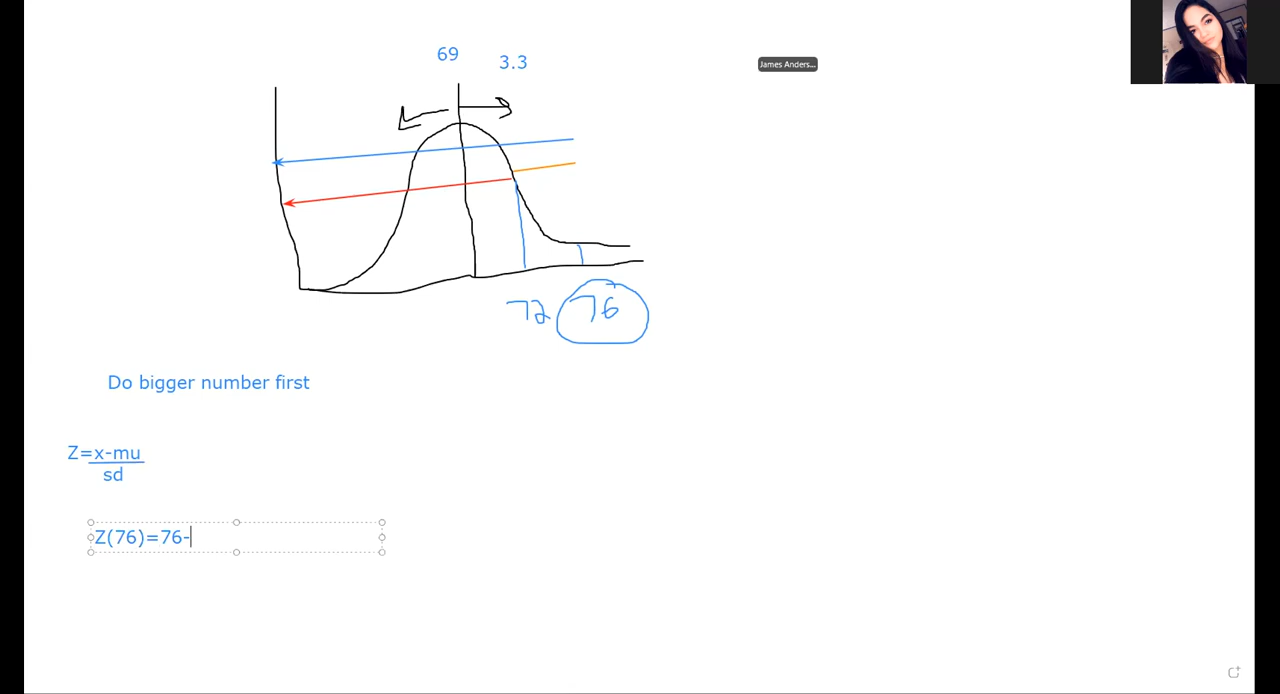 69
3.3
James Anders...
72 76
Do bigger number first
Z=x-mu
sd
Z(76)=76-